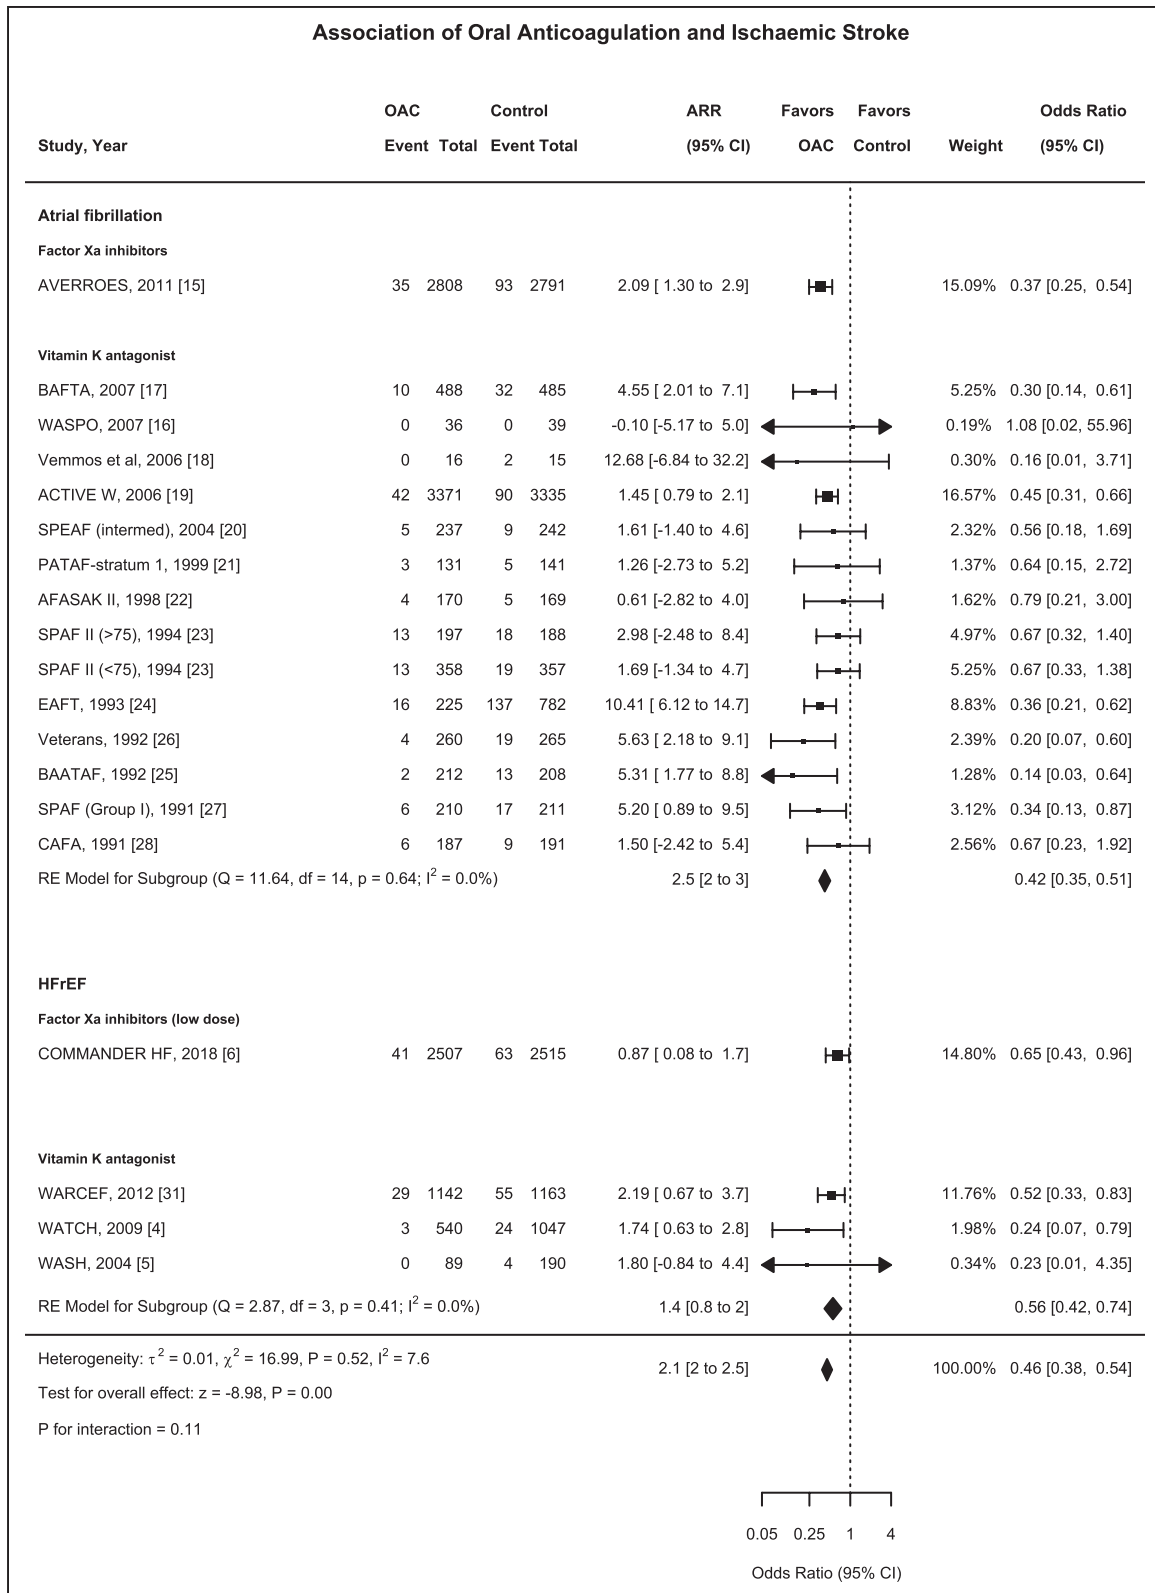 Association of Oral Anticoagulation and Ischaemic Stroke
OAC Control ARR Favors Favors Odds Ratio
Study, Year Event Total Event Total (95% CI) OAC Control Weight (95% CI)
Atrial fibrillation
Factor Xa inhibitors
AVERROES, 2011 [15] 35 2808 93 2791 2.09 [ 1.30 to 2.9] 15.09% 0.37 [0.25, 0.54]
Vitamin K antagonist
BAFTA, 2007 [17] 10 488 32 485 4.55 [ 2.01 to 7.1] 5.25% 0.30 [0.14, 0.61]
WASPO, 2007 [16] 0 36 0 39 -0.10 [-5.17 to 5.0] 0.19% 1.08 [0.02, 55.96]
Vemmos et al, 2006 [18] 0 16 2 15 12.68 [-6.84 to 32.2] 0.30% 0.16 [0.01, 3.71]
ACTIVE W, 2006 [19] 42 3371 90 3335 1.45 [ 0.79 to 2.1] 16.57% 0.45 [0.31, 0.66]
SPEAF (intermed), 2004 [20] 5 237 9 242 1.61 [-1.40 to 4.6] 2.32% 0.56 [0.18, 1.69]
PATAF-stratum 1, 1999 [21] 3 131 5 141 1.26 [-2.73 to 5.2] 1.37% 0.64 [0.15, 2.72]
AFASAK II, 1998 [22] 4 170 5 169 0.61 [-2.82 to 4.0] 1.62% 0.79 [0.21, 3.00]
SPAF II (>75), 1994 [23] 13 197 18 188 2.98 [-2.48 to 8.4] 4.97% 0.67 [0.32, 1.40]
SPAF II (<75), 1994 [23] 13 358 19 357 1.69 [-1.34 to 4.7] 5.25% 0.67 [0.33, 1.38]
EAFT, 1993 [24] 16 225 137 782 10.41 [ 6.12 to 14.7] 8.83% 0.36 [0.21, 0.62]
Veterans, 1992 [26] 4 260 19 265 5.63 [ 2.18 to 9.1] 2.39% 0.20 [0.07, 0.60]
BAATAF, 1992 [25] 2 212 13 208 5.31 [ 1.77 to 8.8] 1.28% 0.14 [0.03, 0.64]
SPAF (Group I), 1991 [27] 6 210 17 211 5.20 [ 0.89 to 9.5] 3.12% 0.34 [0.13, 0.87]
CAFA, 1991 [28] 6 187 9 191 1.50 [-2.42 to 5.4] 2.56% 0.67 [0.23, 1.92]
RE Model for Subgroup (Q = 11.64, df = 14, p = 0.64; I² = 0.0%) 2.5 [2 to 3] 0.42 [0.35, 0.51]
HFrEF
Factor Xa inhibitors (low dose)
COMMANDER HF, 2018 [6] 41 2507 63 2515 0.87 [ 0.08 to 1.7] 14.80% 0.65 [0.43, 0.96]
Vitamin K antagonist
WARCEF, 2012 [31] 29 1142 55 1163 2.19 [ 0.67 to 3.7] 11.76% 0.52 [0.33, 0.83]
WATCH, 2009 [4] 3 540 24 1047 1.74 [ 0.63 to 2.8] 1.98% 0.24 [0.07, 0.79]
WASH, 2004 [5] 0 89 4 190 1.80 [-0.84 to 4.4] 0.34% 0.23 [0.01, 4.35]
RE Model for Subgroup (Q = 2.87, df = 3, p = 0.41; I² = 0.0%) 1.4 [0.8 to 2] 0.56 [0.42, 0.74]
Heterogeneity: τ² = 0.01, χ² = 16.99, P = 0.52, I² = 7.6 2.1 [2 to 2.5] 100.00% 0.46 [0.38, 0.54]
Test for overall effect: z = -8.98, P = 0.00
P for interaction = 0.11
0.05 0.25 1 4
Odds Ratio (95% CI)